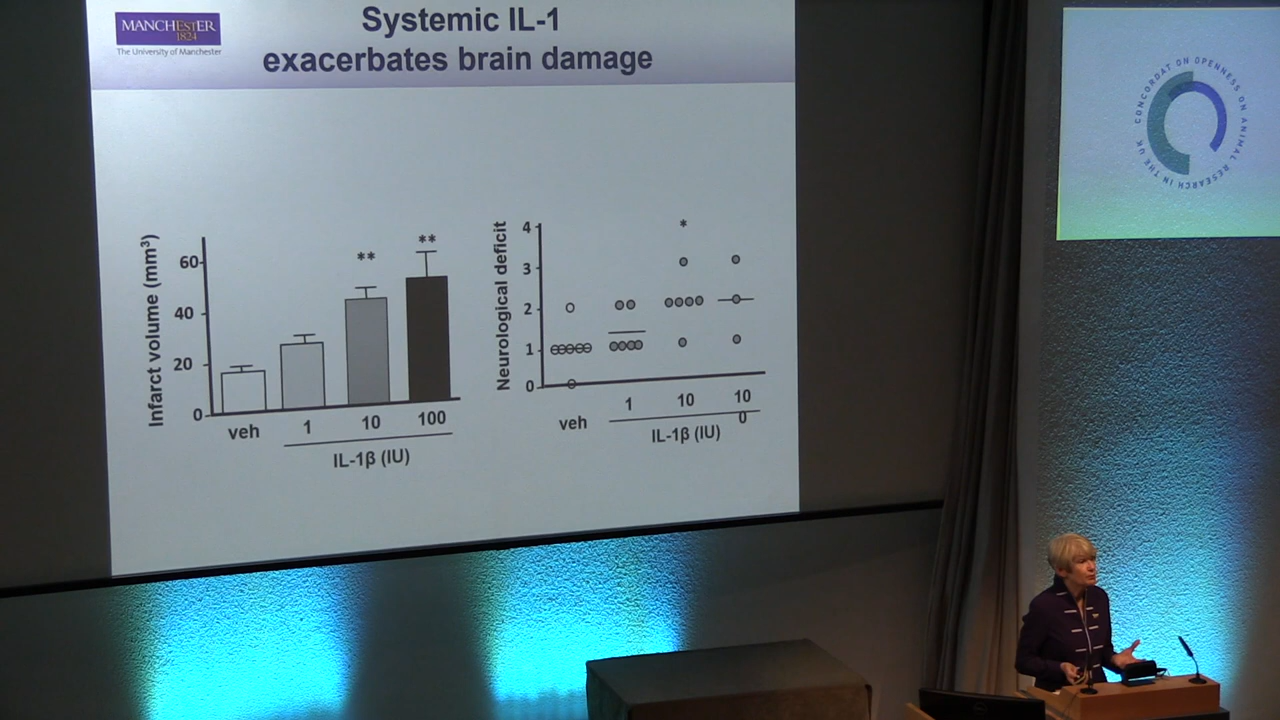 MANCHESTER
1824
The University of Manchester
Systemic IL-1
exacerbates brain damage
Infarct volume (mm³)
60
40
20
0
**
**
veh
1
10
100
IL-1β (IU)
Neurological deficit
4
3
2
1
0
*
veh
1
10
10
0
IL-1β (IU)
CONCORDAT ON OPENNESS ON ANIMAL RESEARCH IN THE UK